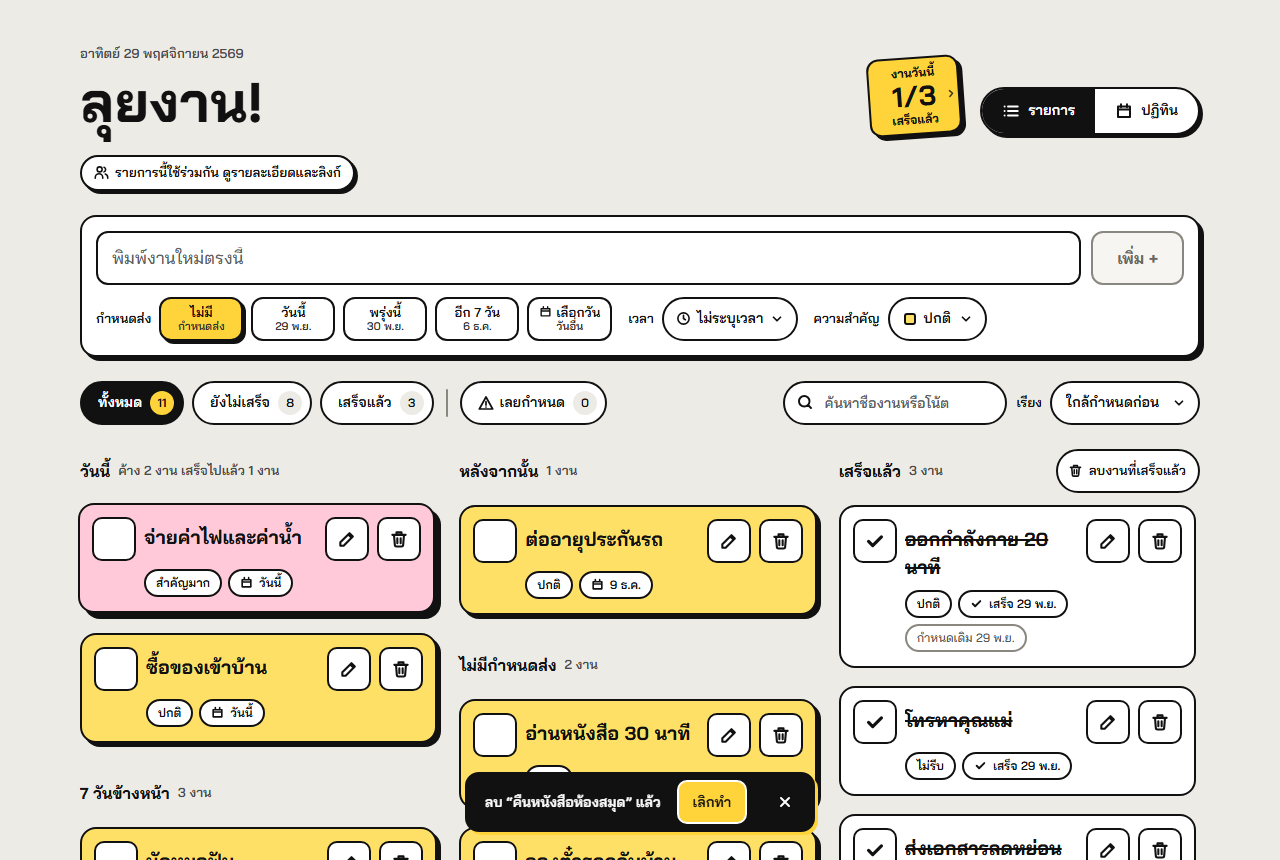 อาทิตย์ 29 พฤศจิกายน 2569
ลุยงาน!
งานวันนี้
1/3
เสร็จแล้ว
รายการ
ปฏิทิน
รายการนี้ใช้ร่วมกัน ดูรายละเอียดและลิงก์
พิมพ์งานใหม่ตรงนี้
เพิ่ม +
กำหนดส่ง
ไม่มี
กำหนดส่ง
วันนี้
29 พ.ย.
พรุ่งนี้
30 พ.ย.
อีก 7 วัน
6 ธ.ค.
เลือกวัน
วันอื่น
เวลา
ไม่ระบุเวลา
ความสำคัญ
ปกติ
ทั้งหมด 11
ยังไม่เสร็จ 8
เสร็จแล้ว 3
เลยกำหนด 0
ค้นหาชื่องานหรือโน้ต
เรียง
ใกล้กำหนดก่อน
วันนี้ ค้าง 2 งาน เสร็จไปแล้ว 1 งาน
จ่ายค่าไฟและค่าน้ำ
สำคัญมาก
วันนี้
ซื้อของเข้าบ้าน
ปกติ
วันนี้
7 วันข้างหน้า 3 งาน
หลังจากนั้น 1 งาน
ต่ออายุประกันรถ
ปกติ
9 ธ.ค.
ไม่มีกำหนดส่ง 2 งาน
อ่านหนังสือ 30 นาที
เสร็จแล้ว 3 งาน
ลบงานที่เสร็จแล้ว
ออกกำลังกาย 20
นาที
ปกติ
เสร็จ 29 พ.ย.
กำหนดเดิม 29 พ.ย.
โทรหาคุณแม่
ไม่รีบ
เสร็จ 29 พ.ย.
ส่งเอกสารลดหย่อน
ลบ “คืนหนังสือห้องสมุด” แล้ว
เลิกทำ